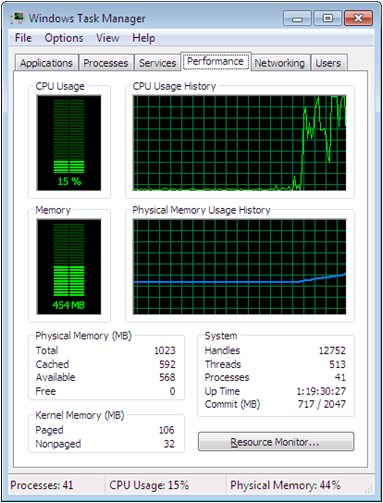 Windows Task Manager
File Options View Help
Applications Processes Services Performance Networking Users
CPU Usage CPU Usage History
15 %
Memory Physical Memory Usage History
454 MB
Physical Memory (MB)
Total 1023
Cached 592
Available 568
Free 0
Kernel Memory (MB)
Paged 106
Nonpaged 32
System
Handles 12752
Threads 513
Processes 41
Up Time 1:19:30:27
Commit (MB) 717 / 2047
Resource Monitor...
Processes: 41 CPU Usage: 15% Physical Memory: 44%